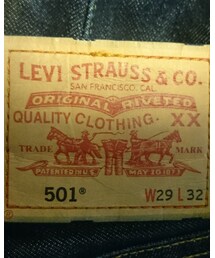 LEVI STRAUSS & CO.
SAN FRANCISCO, CAL.
ORIGINAL RIVETED
QUALITY CLOTHING. XX
TRADE MARK
PATENTED IN U.S. MAY 20 1873
501® W29 L32